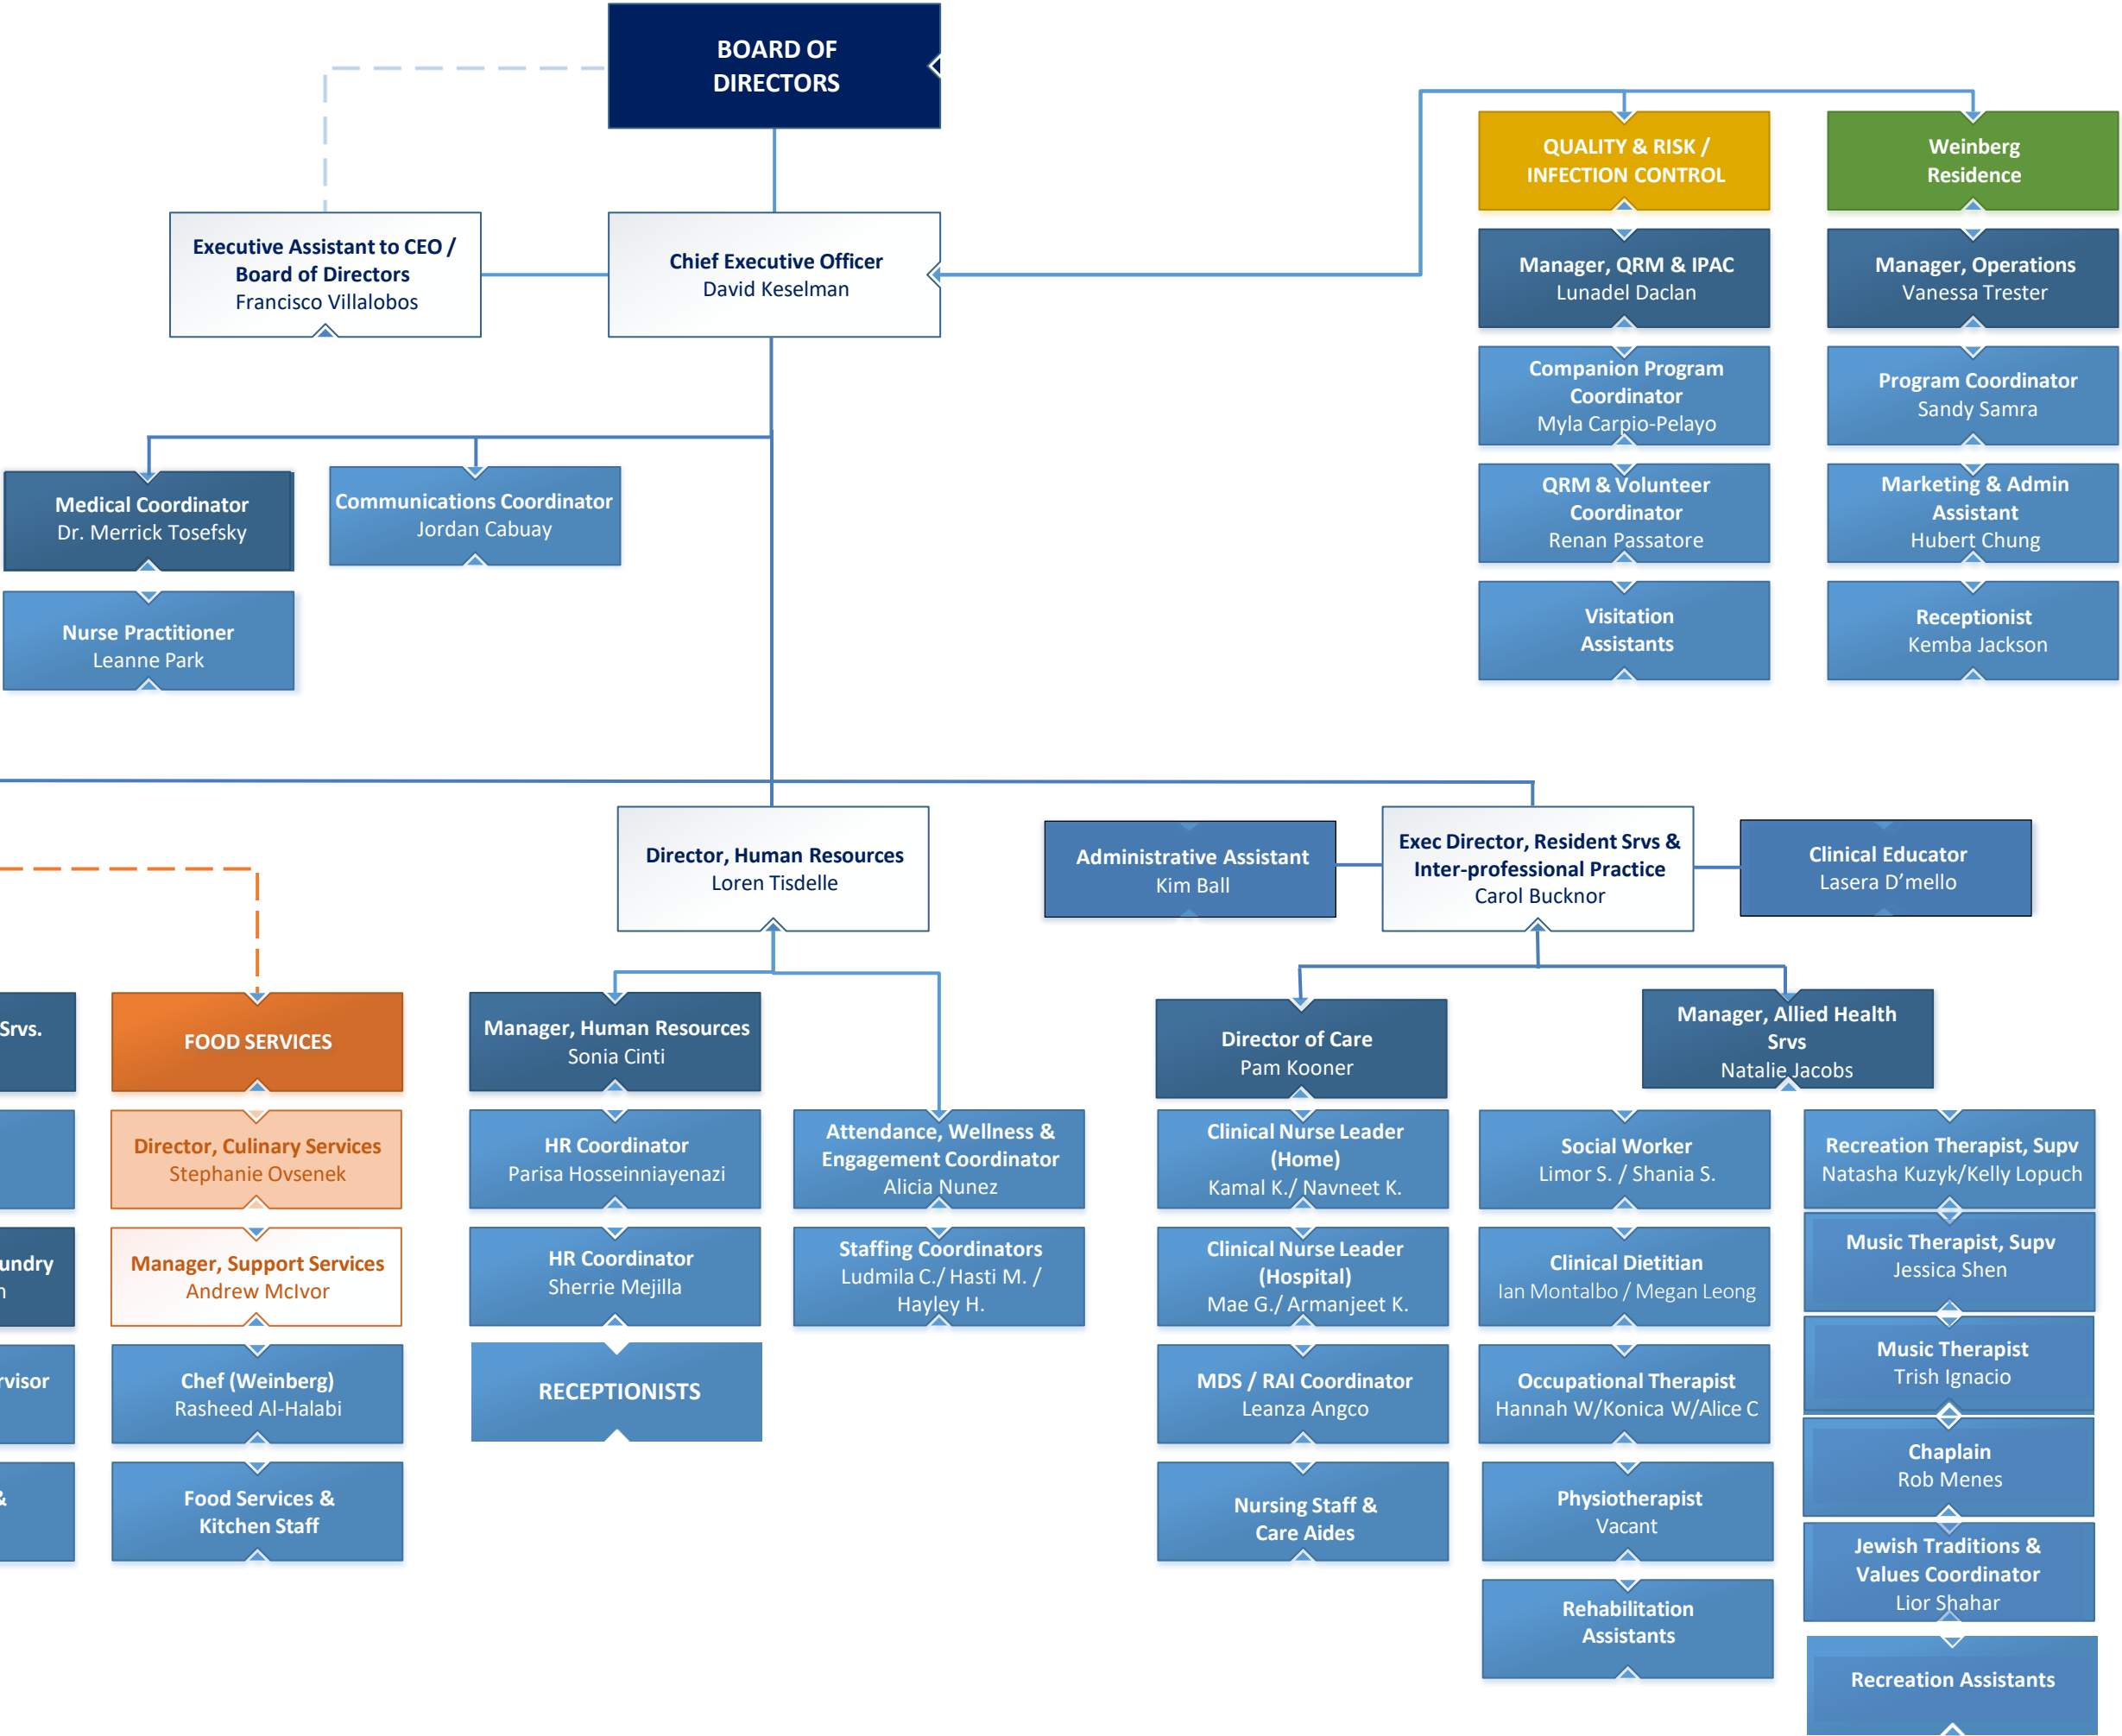 BOARD OF
DIRECTORS
QUALITY & RISK /
INFECTION CONTROL
Weinberg
Residence
Executive Assistant to CEO /
Board of Directors
Francisco Villalobos
Chief Executive Officer
David Keselman
Manager, QRM & IPAC
Lunadel Daclan
Manager, Operations
Vanessa Trester
Companion Program
Coordinator
Myla Carpio-Pelayo
Program Coordinator
Sandy Samra
Medical Coordinator
Dr. Merrick Tosefsky
Communications Coordinator
Jordan Cabuay
QRM & Volunteer
Coordinator
Renan Passatore
Marketing & Admin
Assistant
Hubert Chung
Nurse Practitioner
Leanne Park
Visitation
Assistants
Receptionist
Kemba Jackson
Director, Human Resources
Loren Tisdelle
Administrative Assistant
Kim Ball
Exec Director, Resident Srvs &
Inter-professional Practice
Carol Bucknor
Clinical Educator
Lasera D’mello
Srvs.
undry
n
rvisor
&
FOOD SERVICES
Director, Culinary Services
Stephanie Ovsenek
Manager, Support Services
Andrew McIvor
Chef (Weinberg)
Rasheed Al-Halabi
Food Services &
Kitchen Staff
Manager, Human Resources
Sonia Cinti
HR Coordinator
Parisa Hosseinniayenazi
HR Coordinator
Sherrie Mejilla
RECEPTIONISTS
Attendance, Wellness &
Engagement Coordinator
Alicia Nunez
Staffing Coordinators
Ludmila C./ Hasti M. /
Hayley H.
Director of Care
Pam Kooner
Clinical Nurse Leader
(Home)
Kamal K./ Navneet K.
Clinical Nurse Leader
(Hospital)
Mae G./ Armanjeet K.
MDS / RAI Coordinator
Leanza Angco
Nursing Staff &
Care Aides
Manager, Allied Health
Srvs
Natalie Jacobs
Social Worker
Limor S. / Shania S.
Clinical Dietitian
Ian Montalbo / Megan Leong
Occupational Therapist
Hannah W/Konica W/Alice C
Physiotherapist
Vacant
Rehabilitation
Assistants
Recreation Therapist, Supv
Natasha Kuzyk/Kelly Lopuch
Music Therapist, Supv
Jessica Shen
Music Therapist
Trish Ignacio
Chaplain
Rob Menes
Jewish Traditions &
Values Coordinator
Lior Shahar
Recreation Assistants